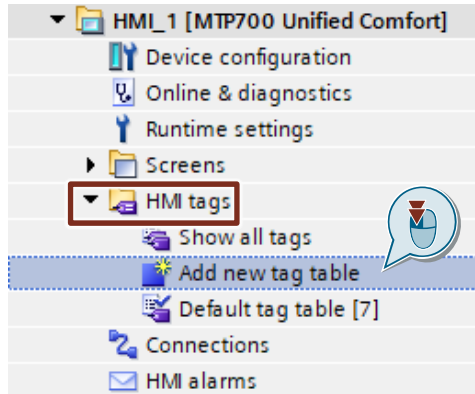 HMI_1 [MTP700 Unified Comfort]
Device configuration
Online & diagnostics
Runtime settings
Screens
HMI tags
Show all tags
Add new tag table
Default tag table [7]
Connections
HMI alarms